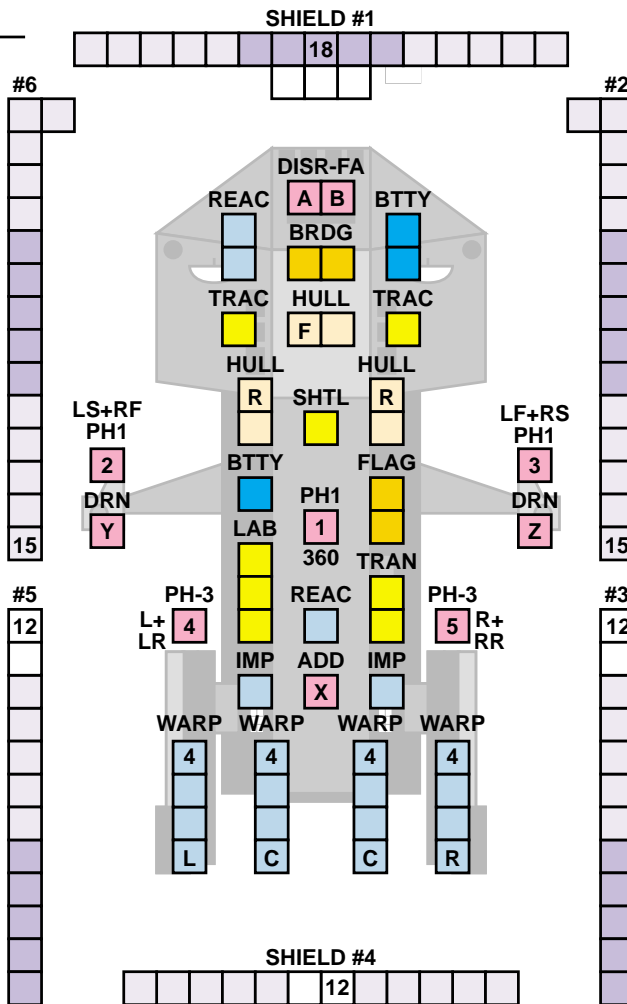 SHIELD #1
18
#6
#2
DISR-FA
A B
REAC
BTTY
BRDG
TRAC
HULL
TRAC
F
HULL
HULL
R
SHTL
R
LS+RF
PH1
LF+RS
PH1
2
BTTY
FLAG
3
DRN
PH1
DRN
Y
1
Z
LAB
360
TRAN
15
15
#5
PH-3
REAC
PH-3
#3
12
L+
LR
4
5
R+
RR
12
IMP
ADD
IMP
X
WARP WARP WARP WARP
4 4 4 4
L C C R
SHIELD #4
12